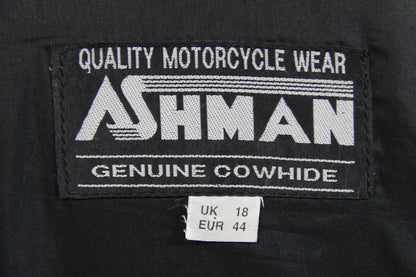 QUALITY MOTORCYCLE WEAR
ASHMAN
GENUINE COWHIDE
UK 18
EUR 44